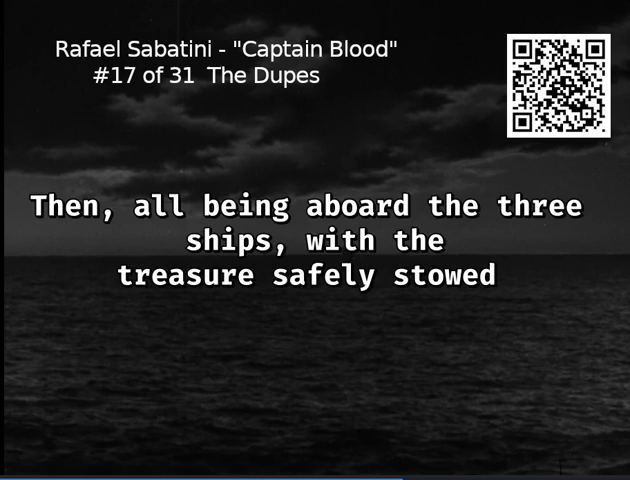 Rafael Sabatini - "Captain Blood"
#17 of 31  The Dupes
Then, all being aboard the three
ships, with the
treasure safely stowed